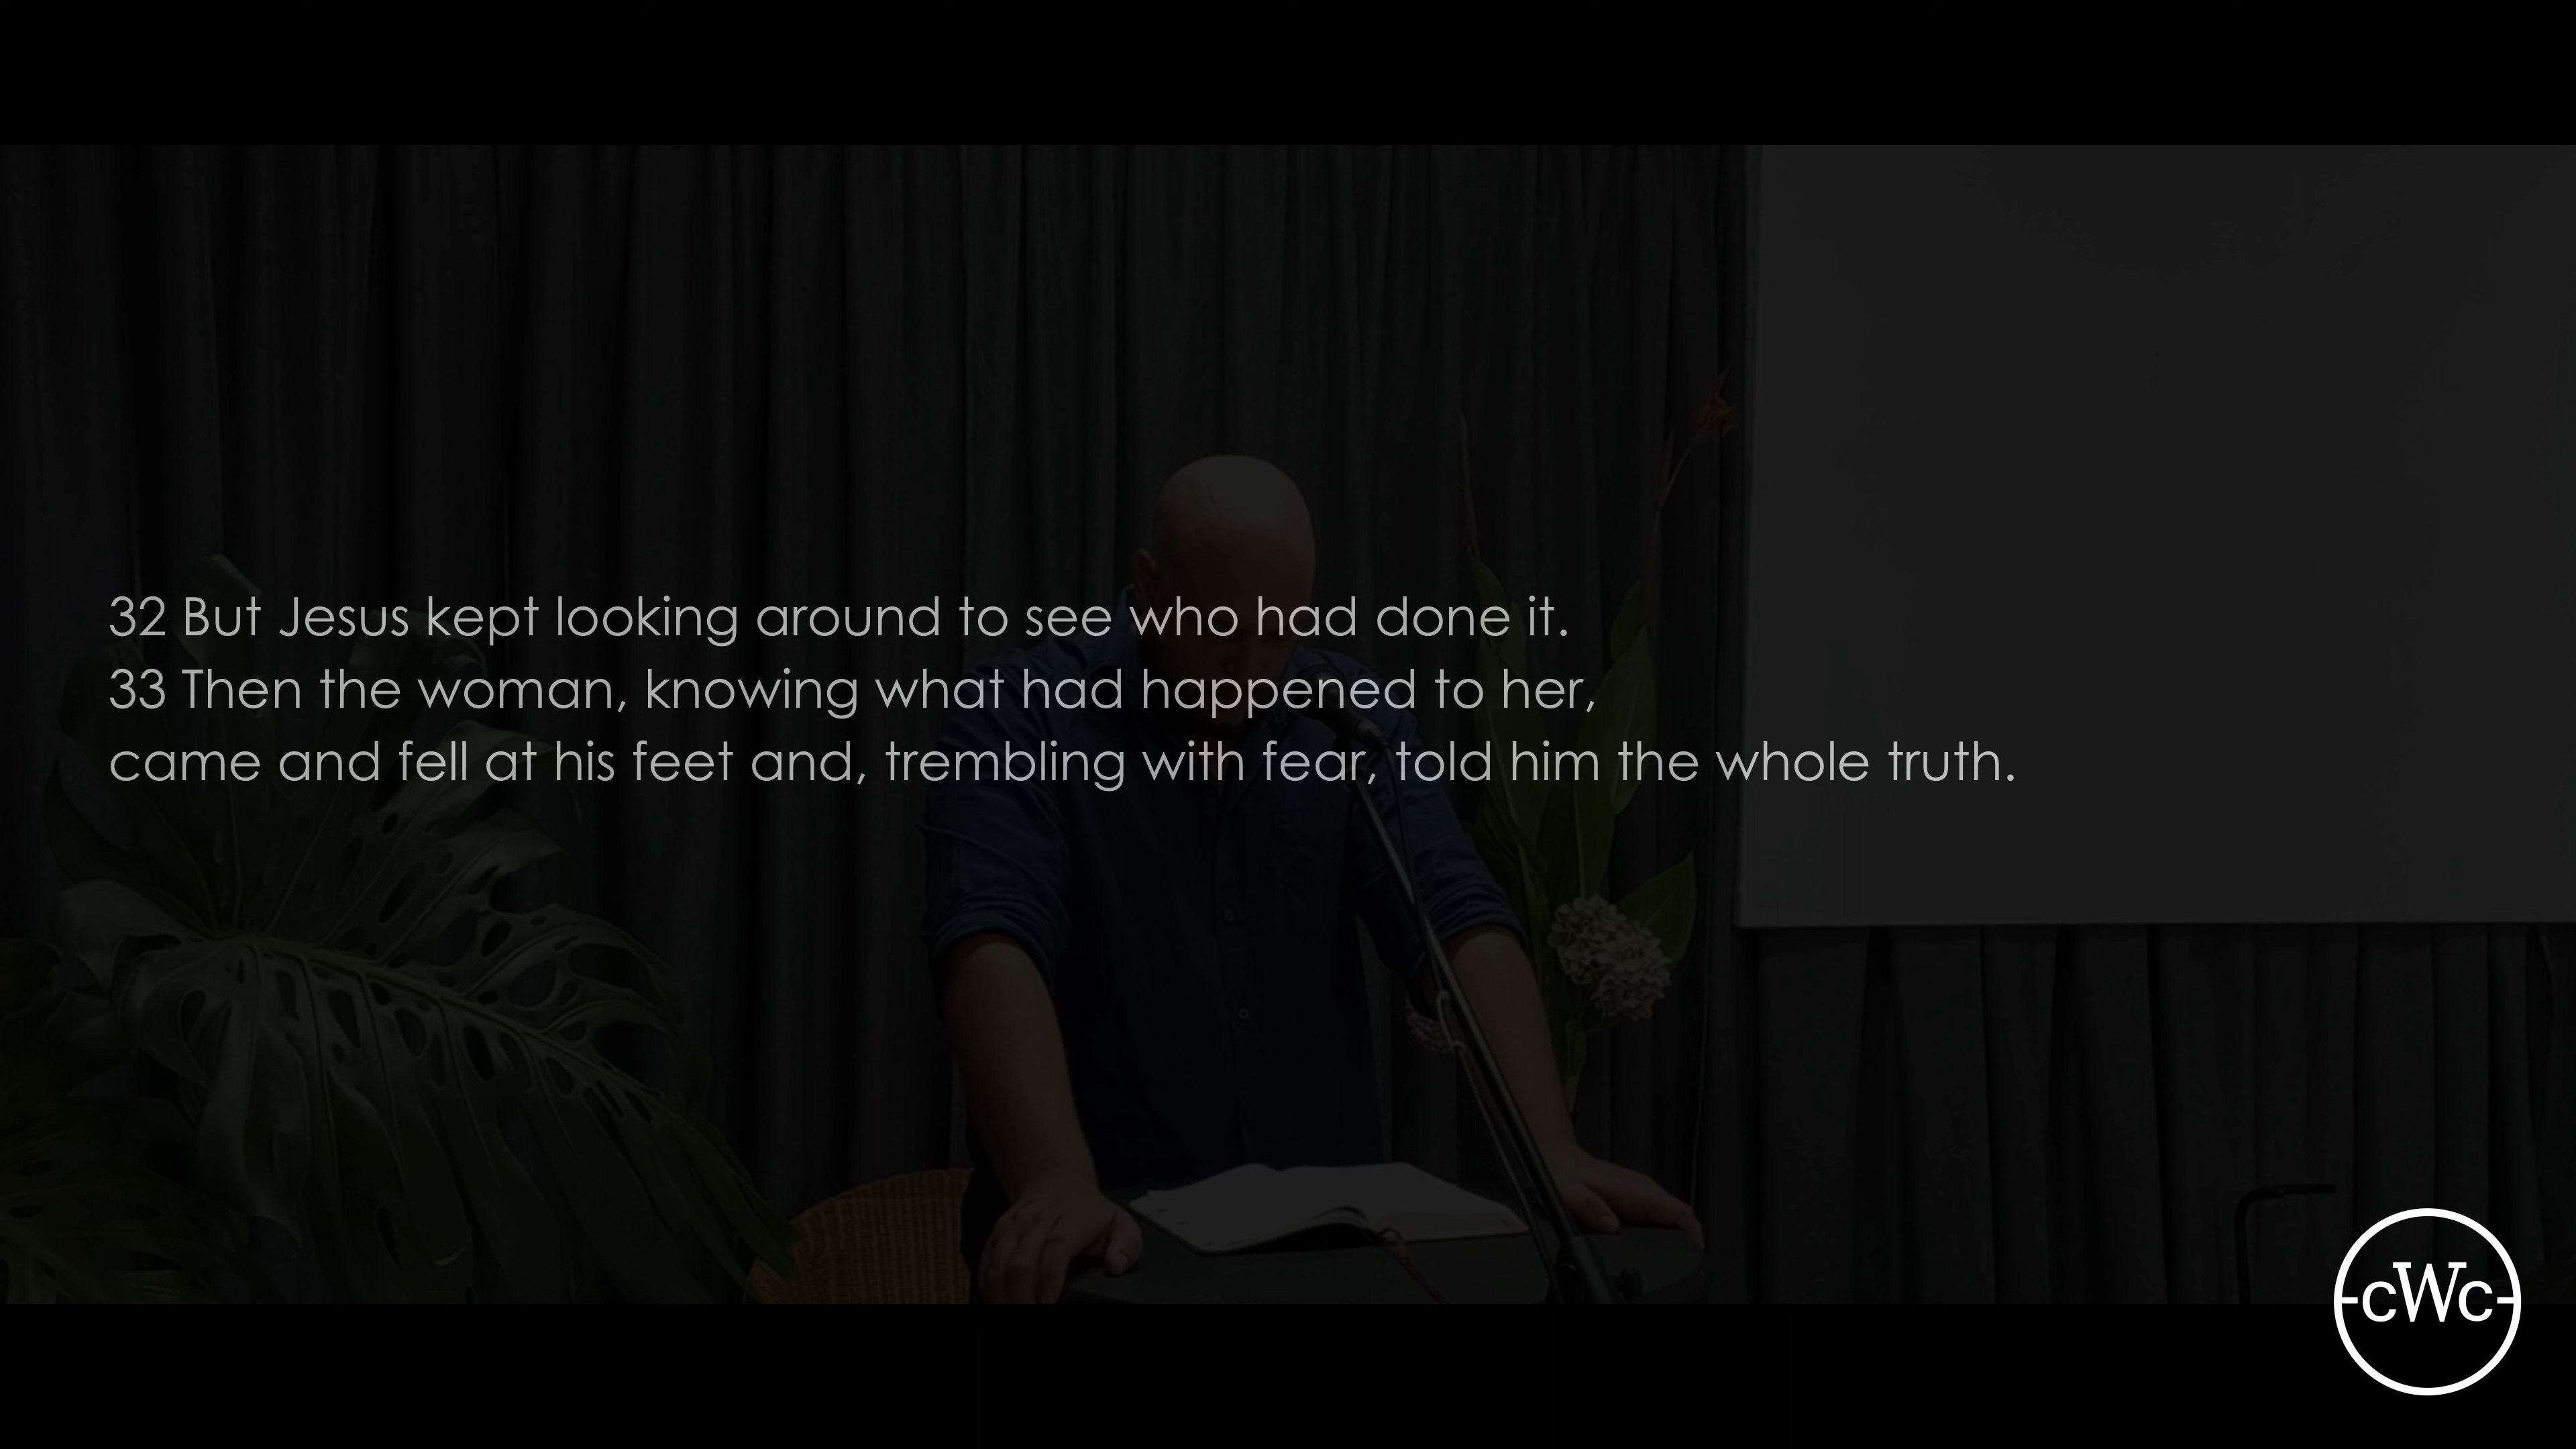 32 But Jesus kept looking around to see who had done it.
33 Then the woman, knowing what had happened to her,
came and fell at his feet and, trembling with fear, told him the whole truth.
cWc